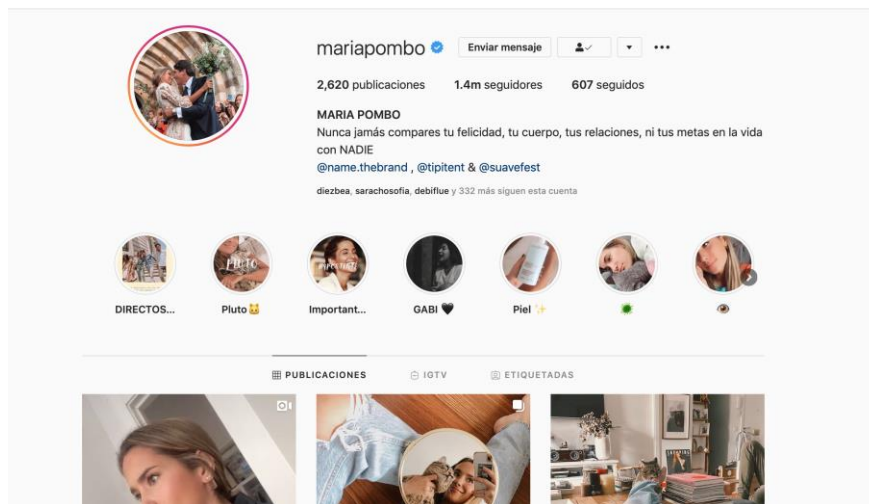 mariapombo Enviar mensaje
2,620 publicaciones 1.4m seguidores 607 seguidos
MARIA POMBO
Nunca jamás compares tu felicidad, tu cuerpo, tus relaciones, ni tus metas en la vida
con NADIE
@name.thebrand , @tipitent & @suavefest
diezbea, sarachosofia, debiflue y 332 más siguen esta cuenta
PLUTO
DIRECTOS... Pluto Important... GABI Piel
PUBLICACIONES IGTV ETIQUETADAS